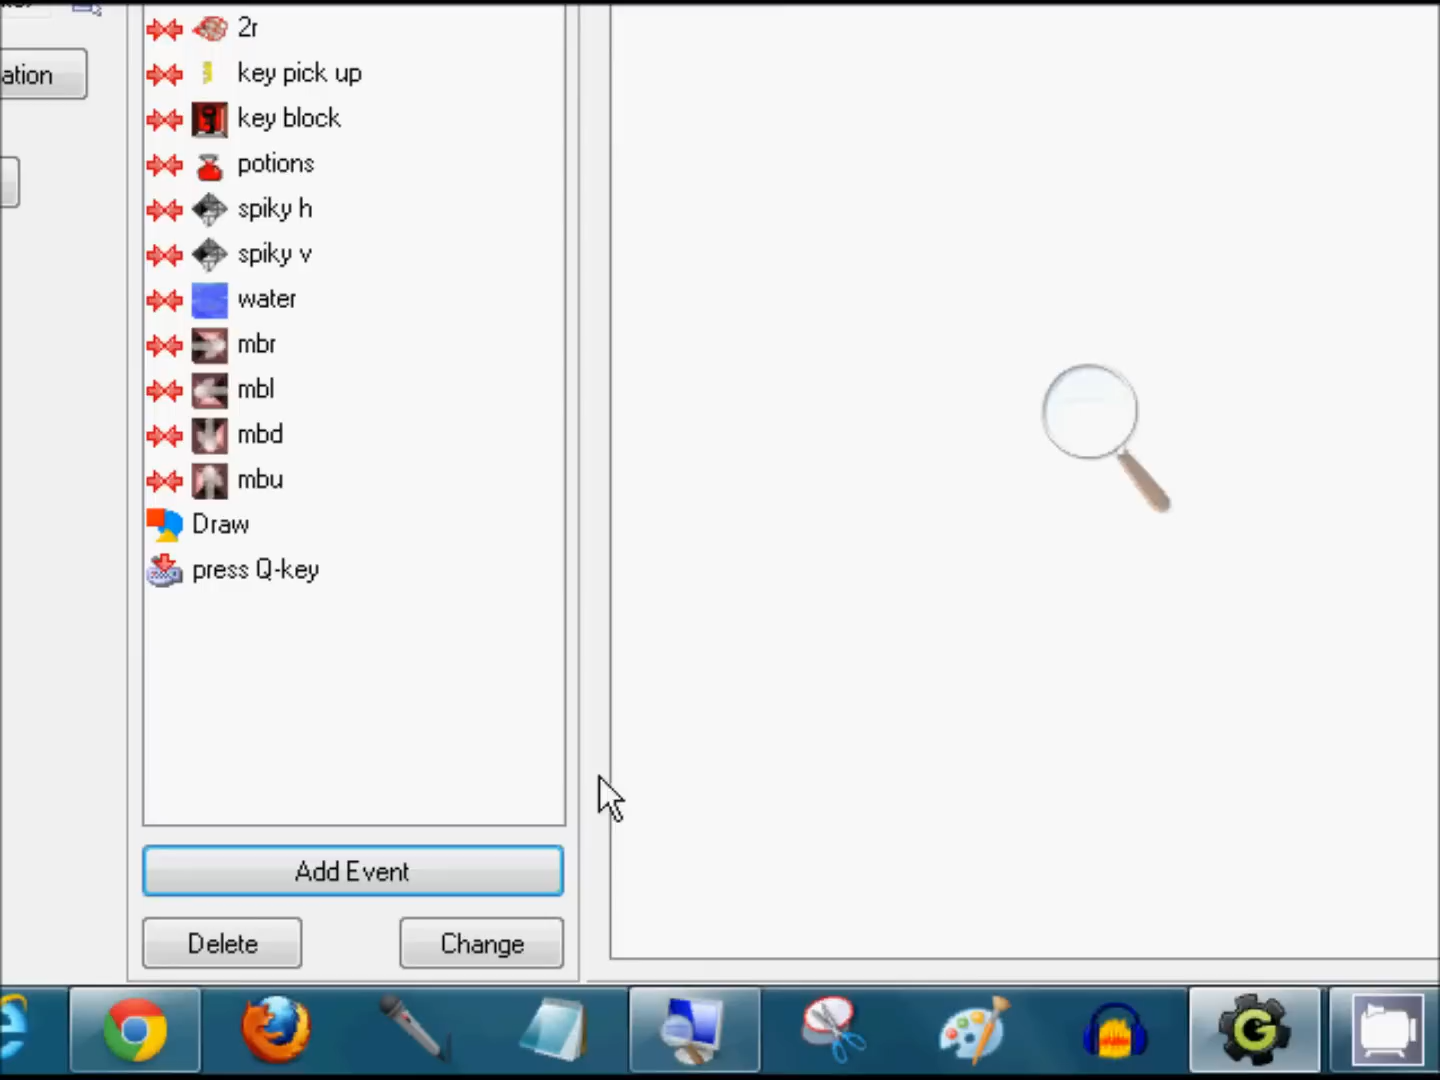 2r
ation
key pick up
key block
potions
spiky h
spiky v
water
mbr
mbl
mbd
mbu
Draw
press Q-key
Add Event
Delete
Change